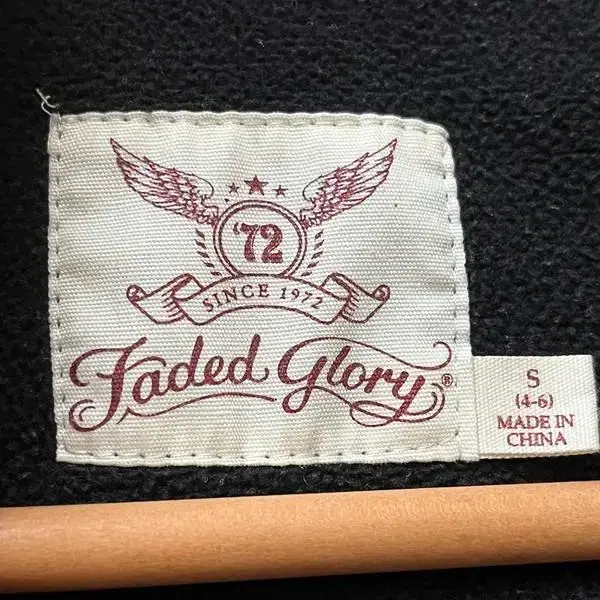 '72
SINCE 1972
Faded Glory®
S
(4-6)
MADE IN
CHINA